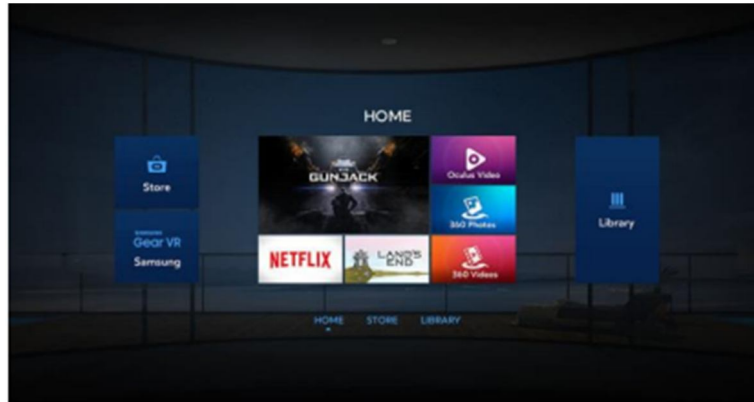 HOME
Store
SAMSUNG
Gear VR
Samsung
GUNJACK
Oculus Video
360 Photos
NETFLIX
LAND'S
END
360 Videos
Library
HOME STORE LIBRARY